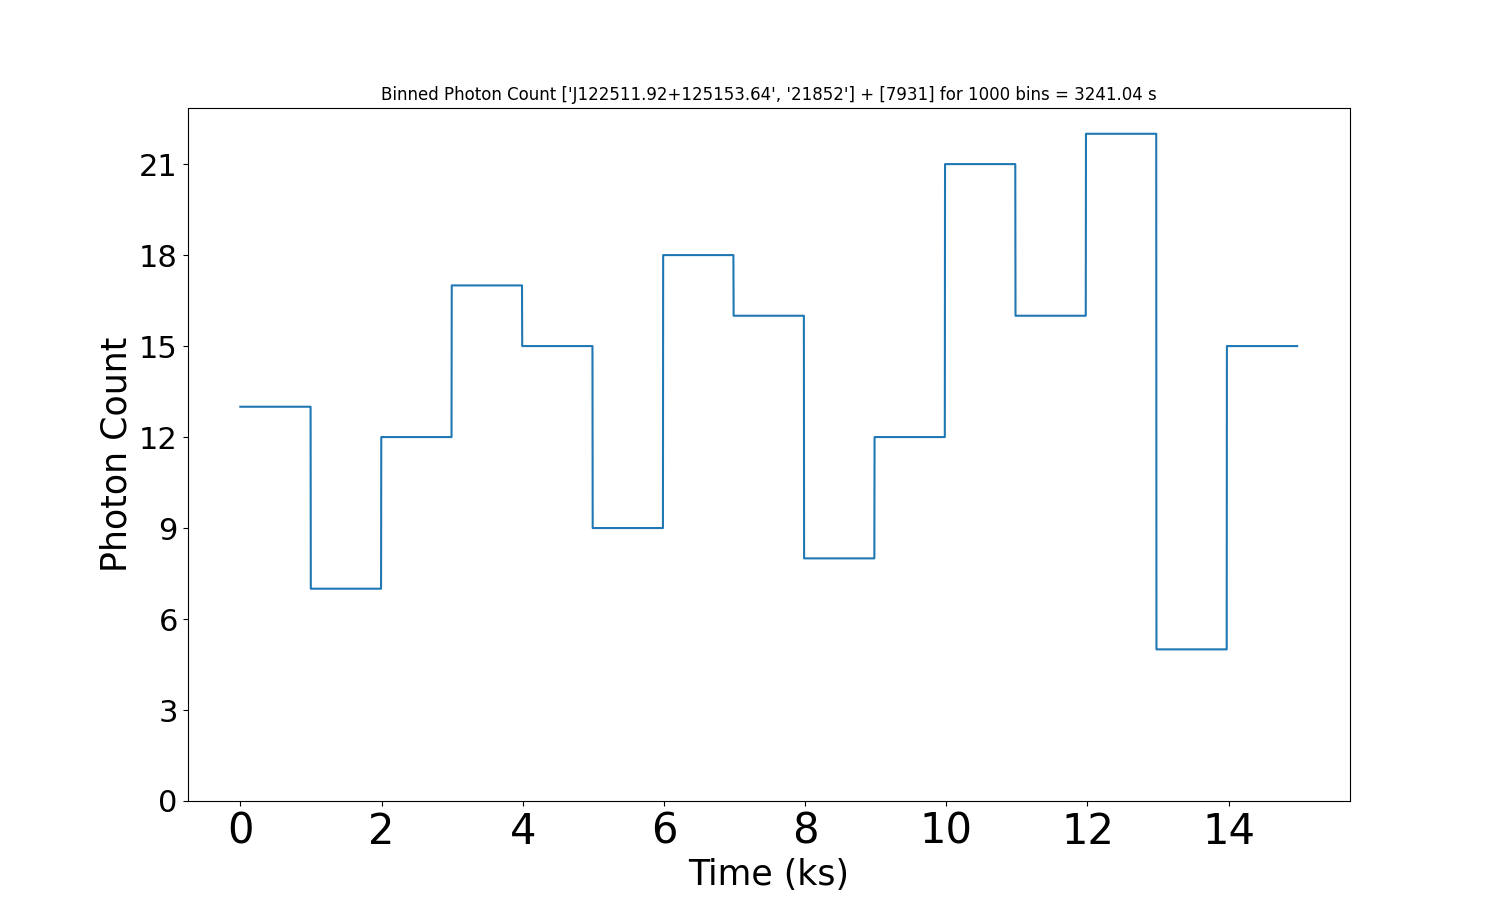 Binned Photon Count ['J122511.92+125153.64', '21852'] + [7931] for 1000 bins = 3241.04 s
21
18
15
12
9
6
3
0
Photon Count
0 2 4 6 8 10 12 14
Time (ks)